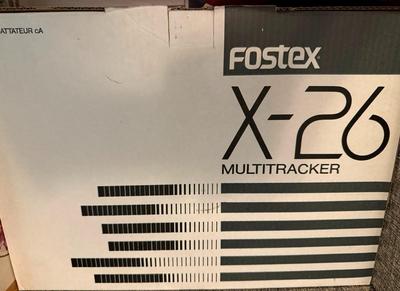 ATTATEUR cA
FOSTEX
X-26
MULTITRACKER